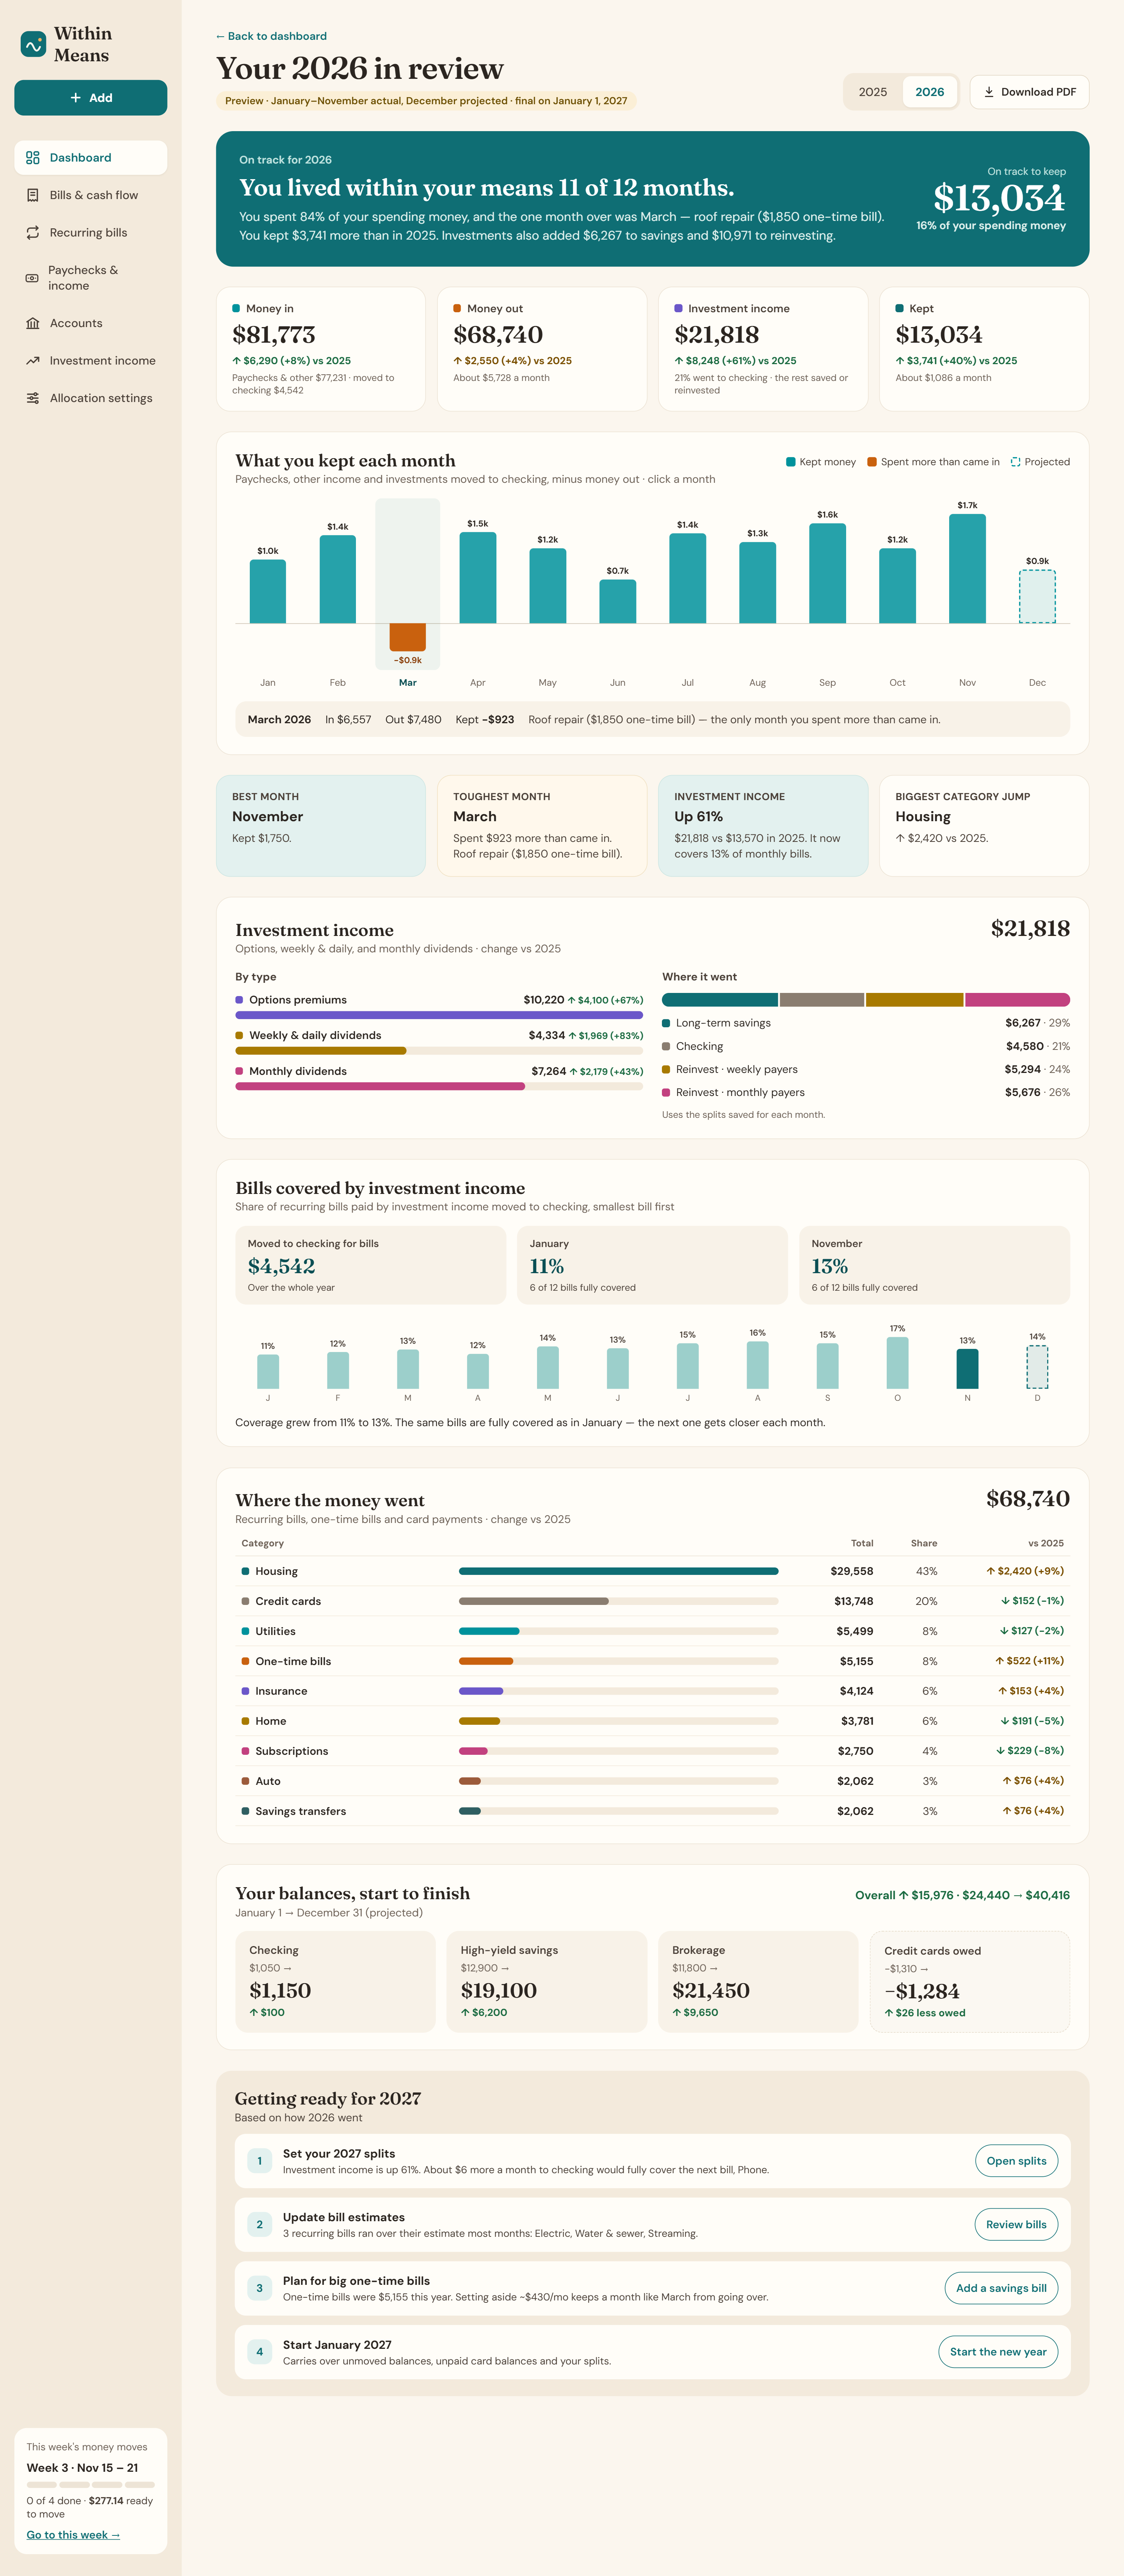 Within
Means
+ Add
Dashboard
Bills & cash flow
Recurring bills
Paychecks &
income
Accounts
Investment income
Allocation settings
This week's money moves
Week 3 · Nov 15 – 21
0 of 4 done · $277.14 ready
to move
Go to this week →
← Back to dashboard
Your 2026 in review
Preview · January–November actual, December projected · final on January 1, 2027
2025
2026
Download PDF
On track for 2026
You lived within your means 11 of 12 months.
You spent 84% of your spending money, and the one month over was March — roof repair ($1,850 one-time bill).
You kept $3,741 more than in 2025. Investments also added $6,267 to savings and $10,971 to reinvesting.
On track to keep
$13,034
16% of your spending money
Money in
$81,773
↑ $6,290 (+8%) vs 2025
Paychecks & other $77,231 · moved to
checking $4,542
Money out
$68,740
↑ $2,550 (+4%) vs 2025
About $5,728 a month
Investment income
$21,818
↑ $8,248 (+61%) vs 2025
21% went to checking · the rest saved or
reinvested
Kept
$13,034
↑ $3,741 (+40%) vs 2025
About $1,086 a month
What you kept each month
Paychecks, other income and investments moved to checking, minus money out · click a month
Kept money
Spent more than came in
Projected
$1.0k
$1.4k
−$0.9k
$1.5k
$1.2k
$0.7k
$1.4k
$1.3k
$1.6k
$1.2k
$1.7k
$0.9k
Jan Feb Mar Apr May Jun Jul Aug Sep Oct Nov Dec
March 2026 In $6,557 Out $7,480 Kept −$923 Roof repair ($1,850 one-time bill) — the only month you spent more than came in.
BEST MONTH
November
Kept $1,750.
TOUGHEST MONTH
March
Spent $923 more than came in.
Roof repair ($1,850 one-time bill).
INVESTMENT INCOME
Up 61%
$21,818 vs $13,570 in 2025. It now
covers 13% of monthly bills.
BIGGEST CATEGORY JUMP
Housing
↑ $2,420 vs 2025.
Investment income
Options, weekly & daily, and monthly dividends · change vs 2025
$21,818
By type
Options premiums $10,220 ↑ $4,100 (+67%)
Weekly & daily dividends $4,334 ↑ $1,969 (+83%)
Monthly dividends $7,264 ↑ $2,179 (+43%)
Where it went
Long-term savings $6,267 · 29%
Checking $4,580 · 21%
Reinvest · weekly payers $5,294 · 24%
Reinvest · monthly payers $5,676 · 26%
Uses the splits saved for each month.
Bills covered by investment income
Share of recurring bills paid by investment income moved to checking, smallest bill first
Moved to checking for bills
$4,542
Over the whole year
January
11%
6 of 12 bills fully covered
November
13%
6 of 12 bills fully covered
11% 12% 13% 12% 14% 13% 15% 16% 15% 17% 13% 14%
J F M A M J J A S O N D
Coverage grew from 11% to 13%. The same bills are fully covered as in January — the next one gets closer each month.
Where the money went
Recurring bills, one-time bills and card payments · change vs 2025
$68,740
Category Total Share vs 2025
Housing $29,558 43% ↑ $2,420 (+9%)
Credit cards $13,748 20% ↓ $152 (−1%)
Utilities $5,499 8% ↓ $127 (−2%)
One-time bills $5,155 8% ↑ $522 (+11%)
Insurance $4,124 6% ↑ $153 (+4%)
Home $3,781 6% ↓ $191 (−5%)
Subscriptions $2,750 4% ↓ $229 (−8%)
Auto $2,062 3% ↑ $76 (+4%)
Savings transfers $2,062 3% ↑ $76 (+4%)
Your balances, start to finish
January 1 → December 31 (projected)
Overall ↑ $15,976 · $24,440 → $40,416
Checking
$1,050 →
$1,150
↑ $100
High-yield savings
$12,900 →
$19,100
↑ $6,200
Brokerage
$11,800 →
$21,450
↑ $9,650
Credit cards owed
−$1,310 →
−$1,284
↑ $26 less owed
Getting ready for 2027
Based on how 2026 went
1
Set your 2027 splits
Investment income is up 61%. About $6 more a month to checking would fully cover the next bill, Phone.
Open splits
2
Update bill estimates
3 recurring bills ran over their estimate most months: Electric, Water & sewer, Streaming.
Review bills
3
Plan for big one-time bills
One-time bills were $5,155 this year. Setting aside ~$430/mo keeps a month like March from going over.
Add a savings bill
4
Start January 2027
Carries over unmoved balances, unpaid card balances and your splits.
Start the new year